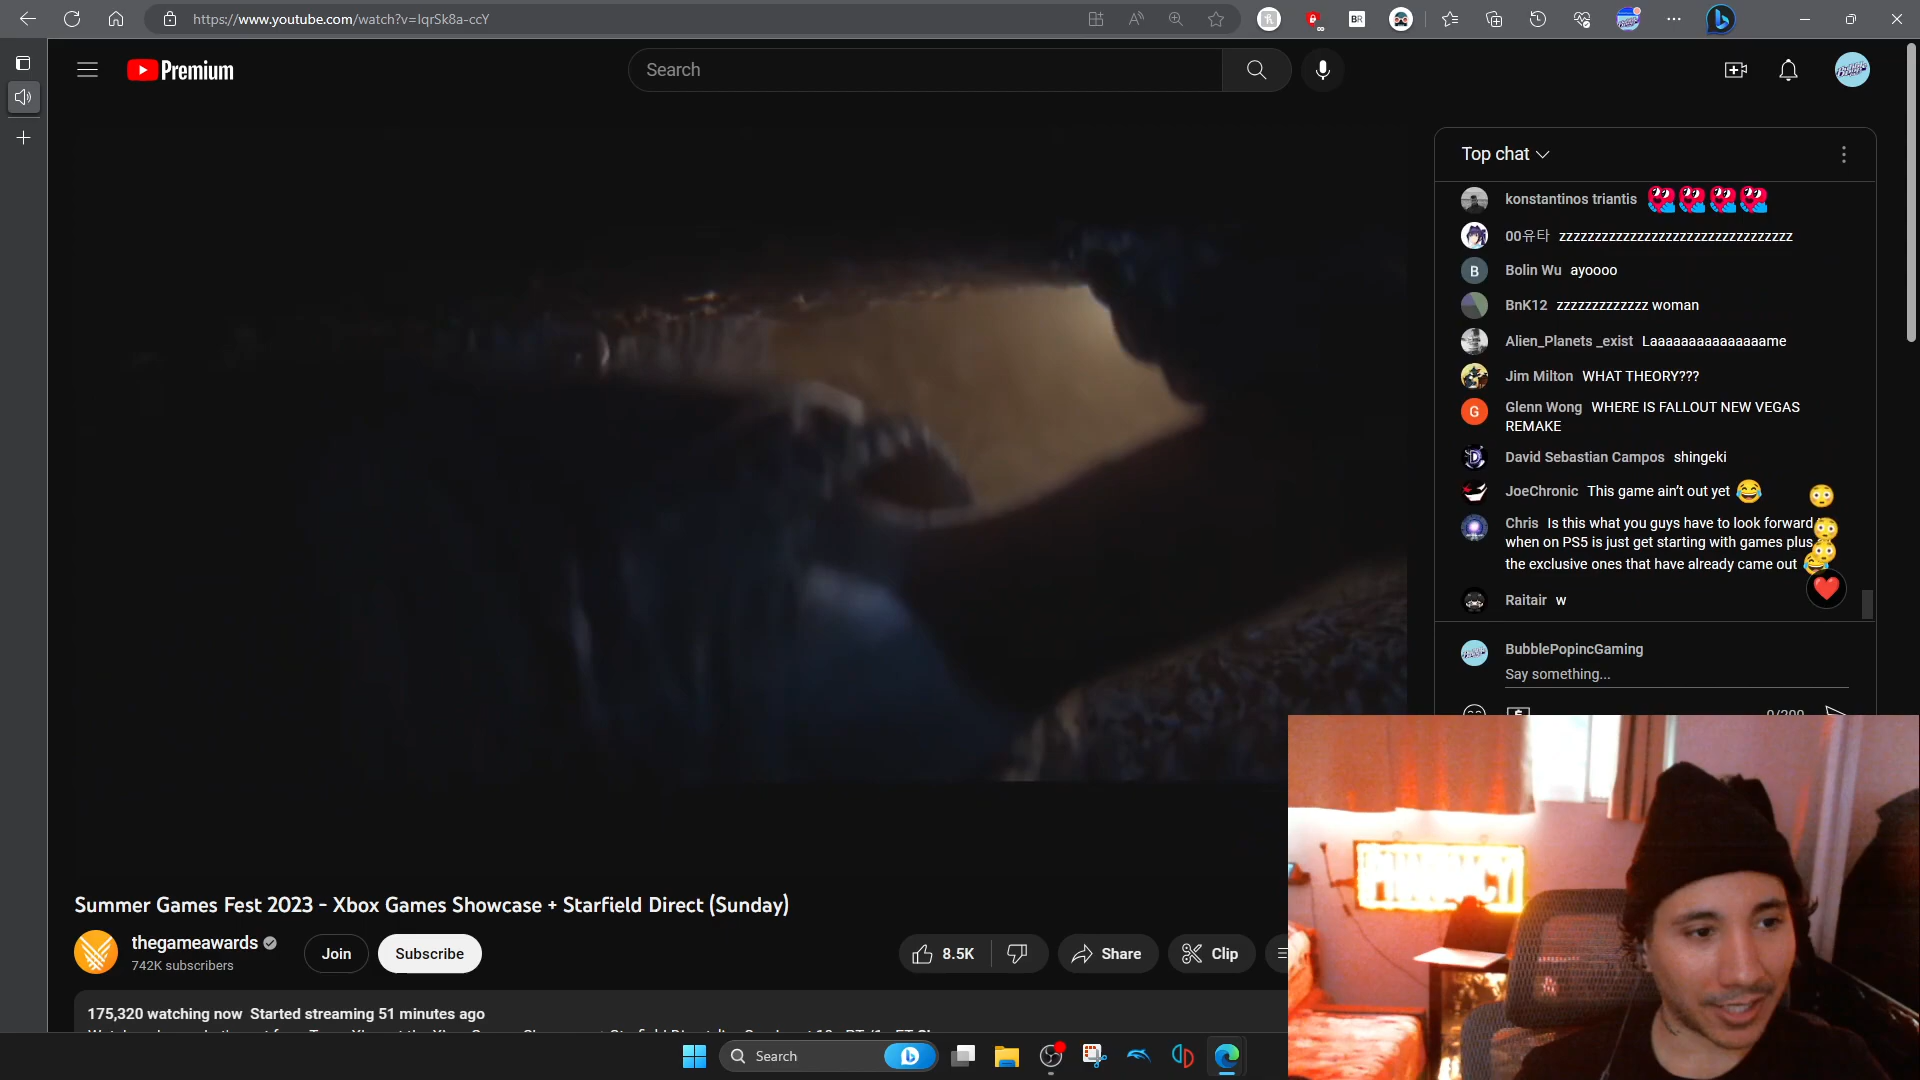 https://www.youtube.com/watch?v=IqrSk8a-ccY
BR
Premium
Search
Top chat
konstantinos triantis
00유타 zzzzzzzzzzzzzzzzzzzzzzzzzzzzzzzzz
B Bolin Wu ayoooo
BnK12 zzzzzzzzzzzzz woman
Alien_Planets _exist Laaaaaaaaaaaaaaame
Jim Milton WHAT THEORY???
G Glenn Wong WHERE IS FALLOUT NEW VEGAS
REMAKE
David Sebastian Campos shingeki
JoeChronic This game ain't out yet
Chris Is this what you guys have to look forward
when on PS5 is just get starting with games plus
the exclusive ones that have already came out
Raitair w
BubblePopincGaming
Say something...
0/200
Summer Games Fest 2023 - Xbox Games Showcase + Starfield Direct (Sunday)
thegameawards
742K subscribers
Join
Subscribe
8.5K
Share
Clip
175,320 watching now Started streaming 51 minutes ago
Search